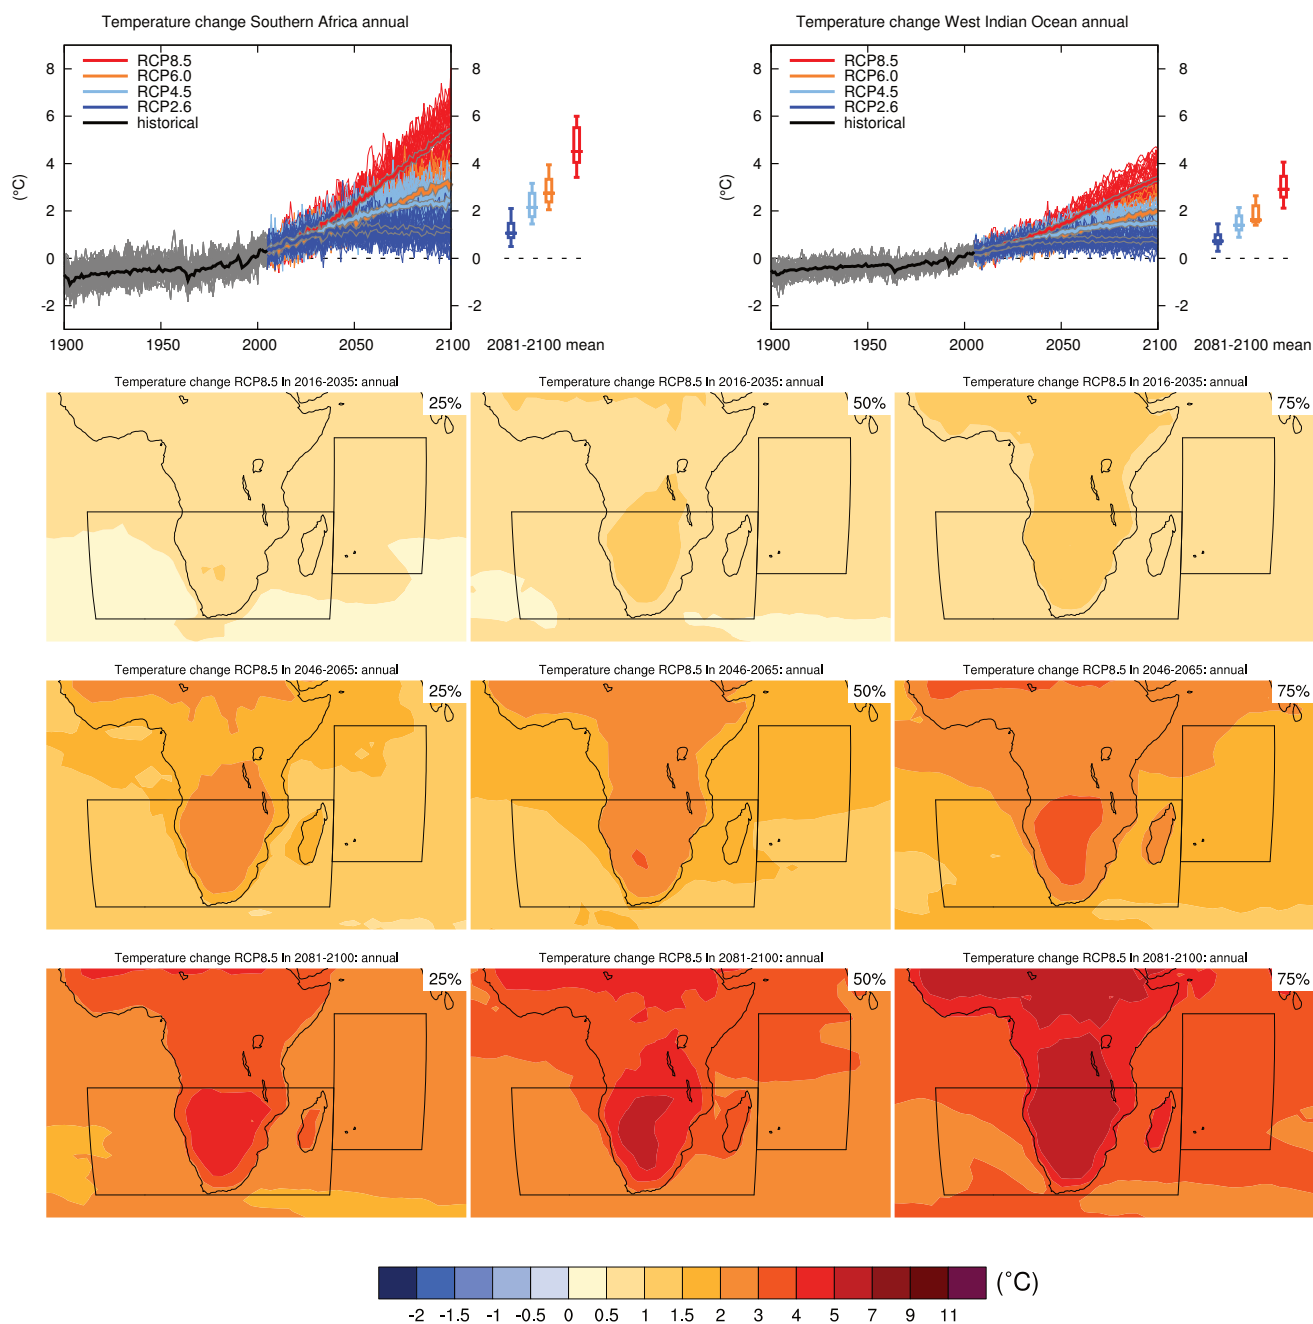 Temperature change Southern Africa annual
8
6
4
2
0
-2
(°C)
RCP8.5
RCP6.0
RCP4.5
RCP2.6
historical
8
6
4
2
0
-2
1900 1950 2000 2050 2100 2081-2100 mean
Temperature change West Indian Ocean annual
8
6
4
2
0
-2
(°C)
RCP8.5
RCP6.0
RCP4.5
RCP2.6
historical
8
6
4
2
0
-2
1900 1950 2000 2050 2100 2081-2100 mean
Temperature change RCP8.5 in 2016-2035: annual
25%
Temperature change RCP8.5 in 2016-2035: annual
50%
Temperature change RCP8.5 in 2016-2035: annual
75%
Temperature change RCP8.5 in 2046-2065: annual
25%
Temperature change RCP8.5 in 2046-2065: annual
50%
Temperature change RCP8.5 in 2046-2065: annual
75%
Temperature change RCP8.5 in 2081-2100: annual
25%
Temperature change RCP8.5 in 2081-2100: annual
50%
Temperature change RCP8.5 in 2081-2100: annual
75%
(°C)
-2 -1.5 -1 -0.5 0 0.5 1 1.5 2 3 4 5 7 9 11